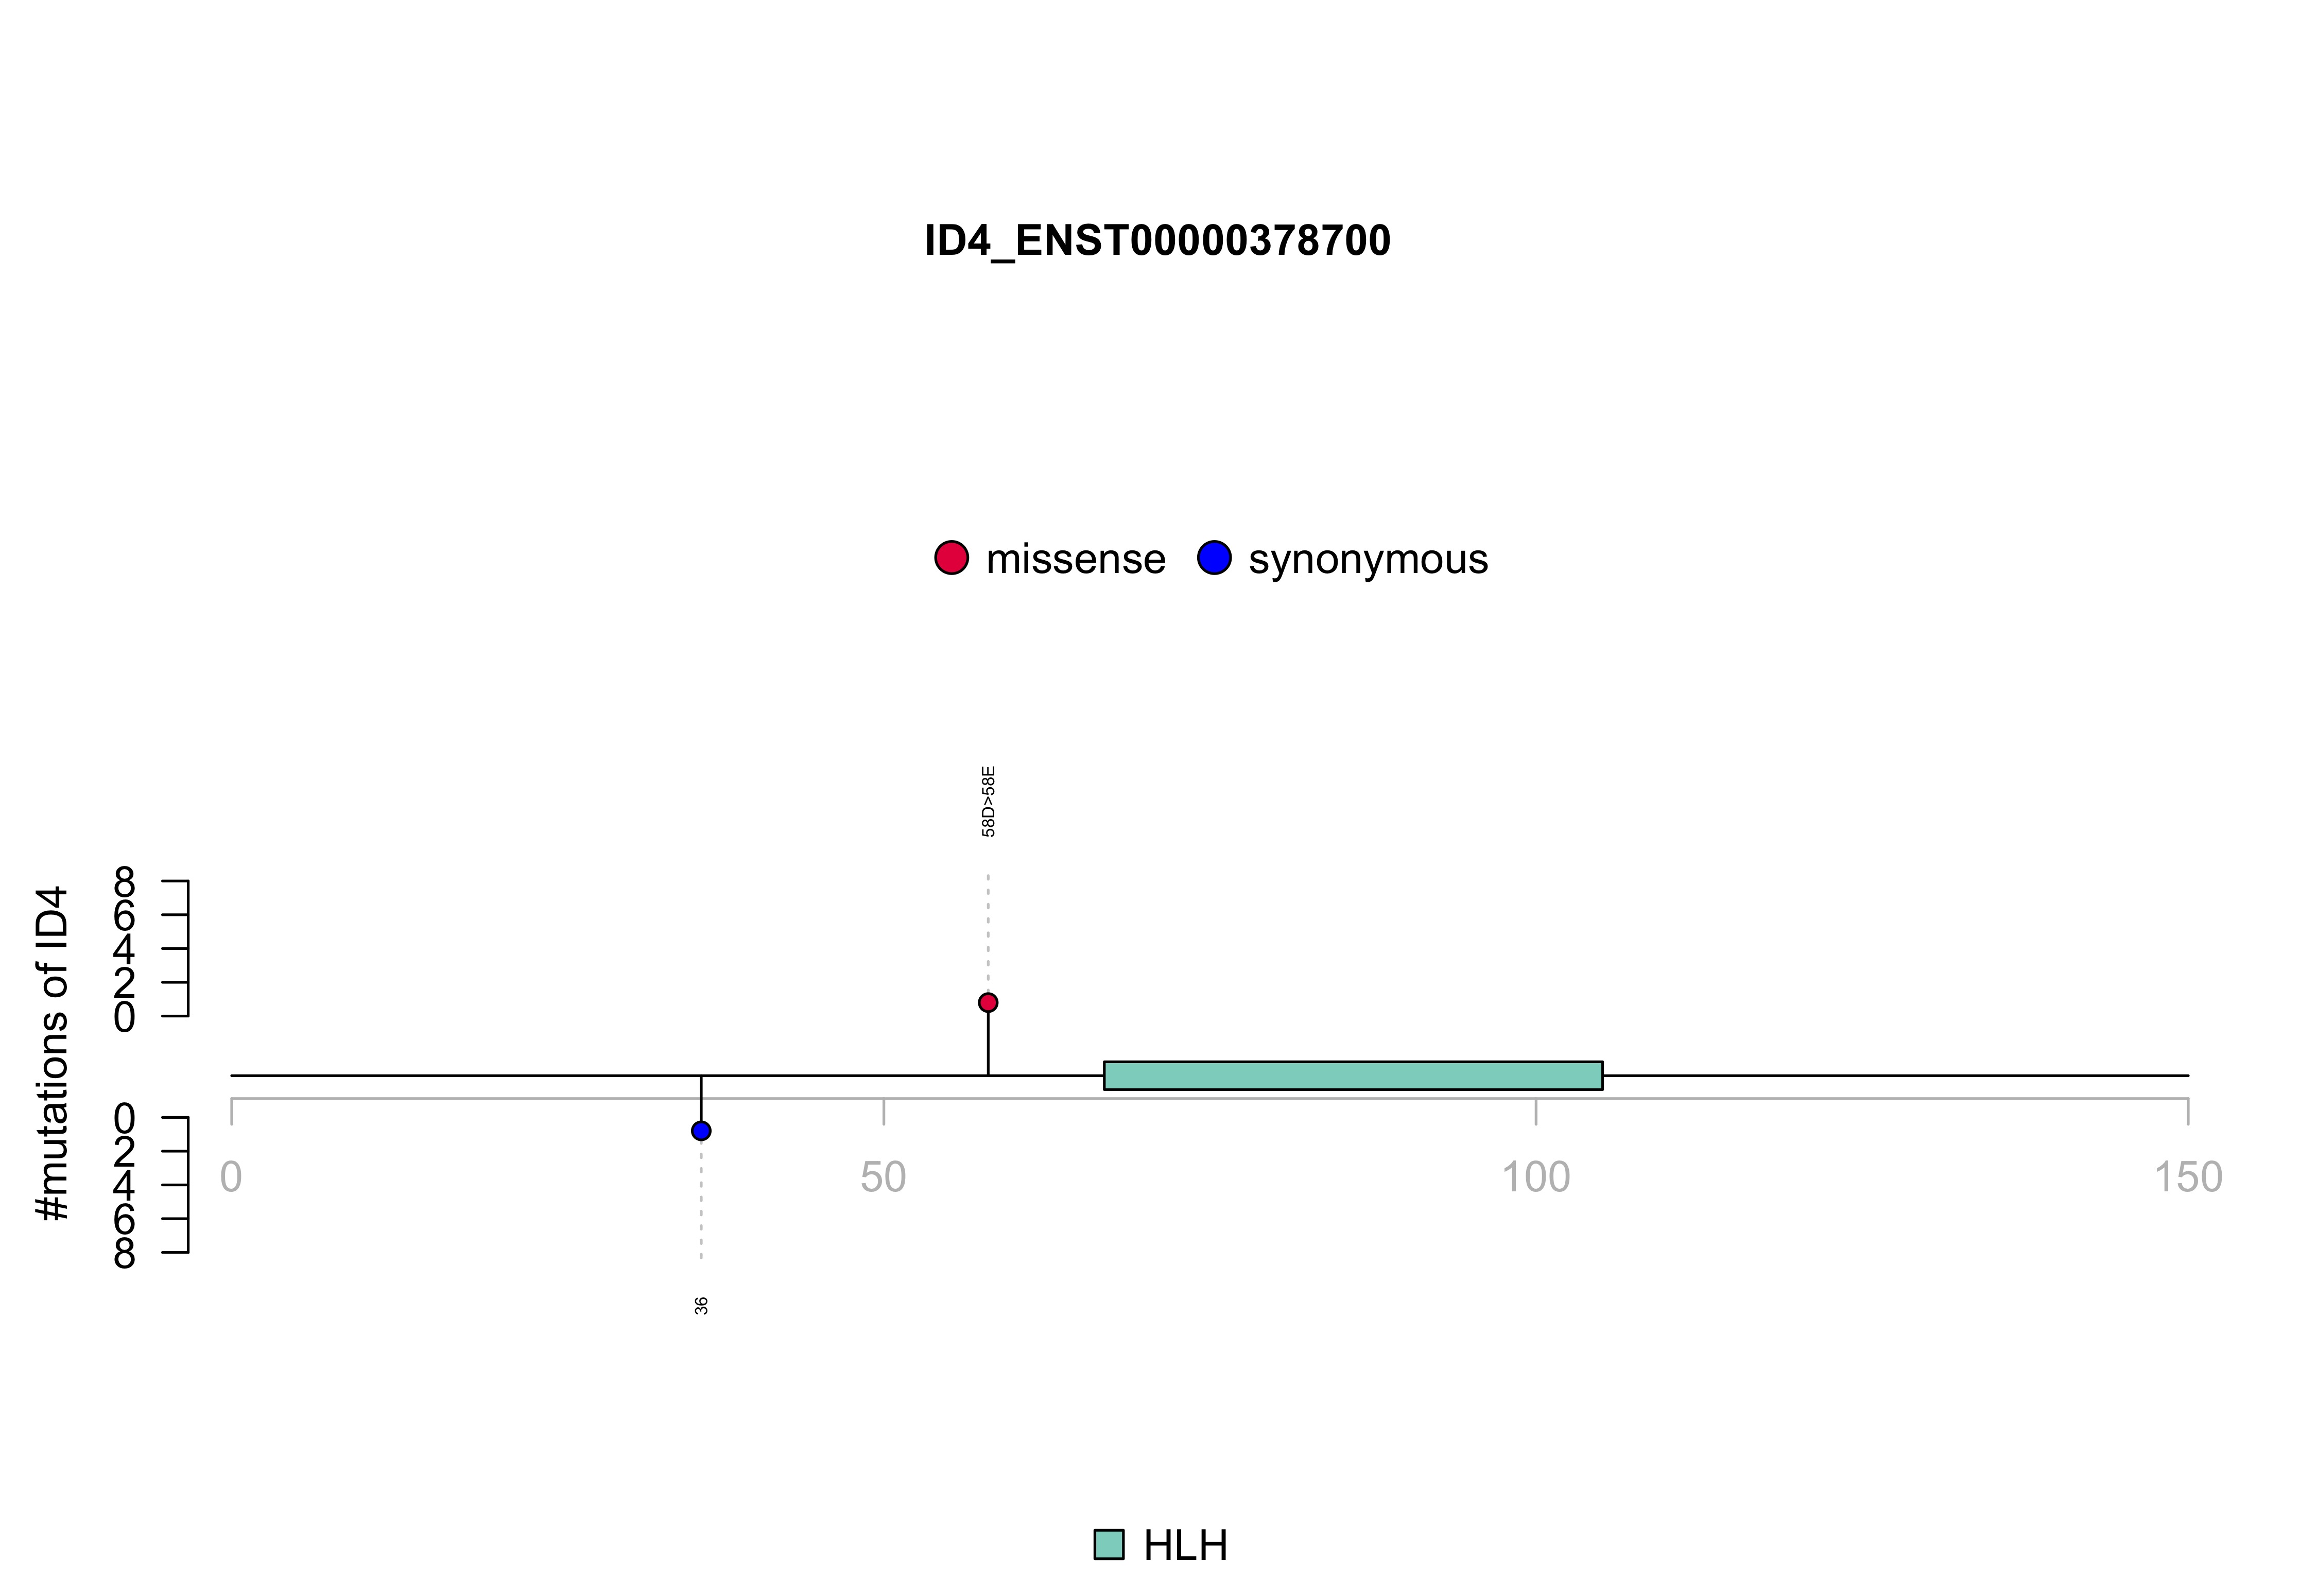 ID4_ENST00000378700
missense synonymous
58D>58E
#mutations of ID4
8
6
4
2
0
0
2
4
6
8
0 50 100 150
36
HLH